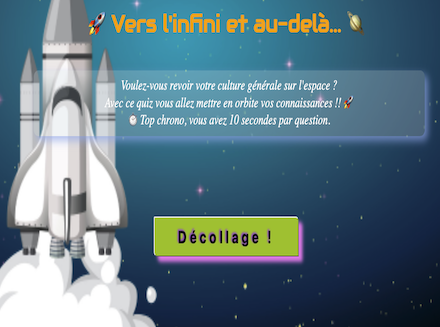 🚀 Vers l'infini et au-delà... 🪐
Voulez-vous revoir votre culture générale sur l'espace ?
Avec ce quiz vous allez mettre en orbite vos connaissances !! 🚀
⏱ Top chrono, vous avez 10 secondes par question.
Décollage !